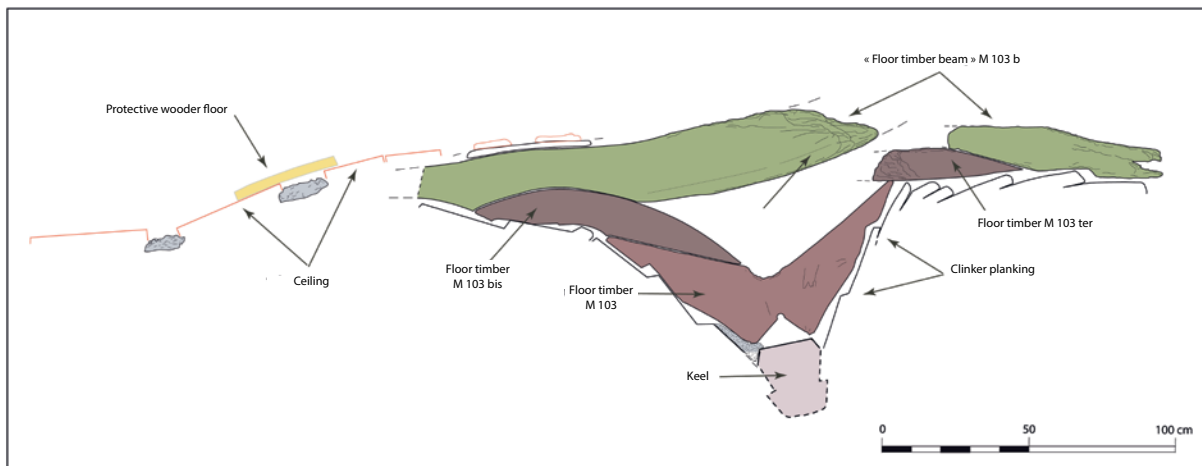 « Floor timber beam » M 103 b
Protective wooder floor
Floor timber M 103 ter
Floor timber
M 103 bis
Ceiling
Clinker planking
Floor timber
M 103
Keel
0
50
100 cm